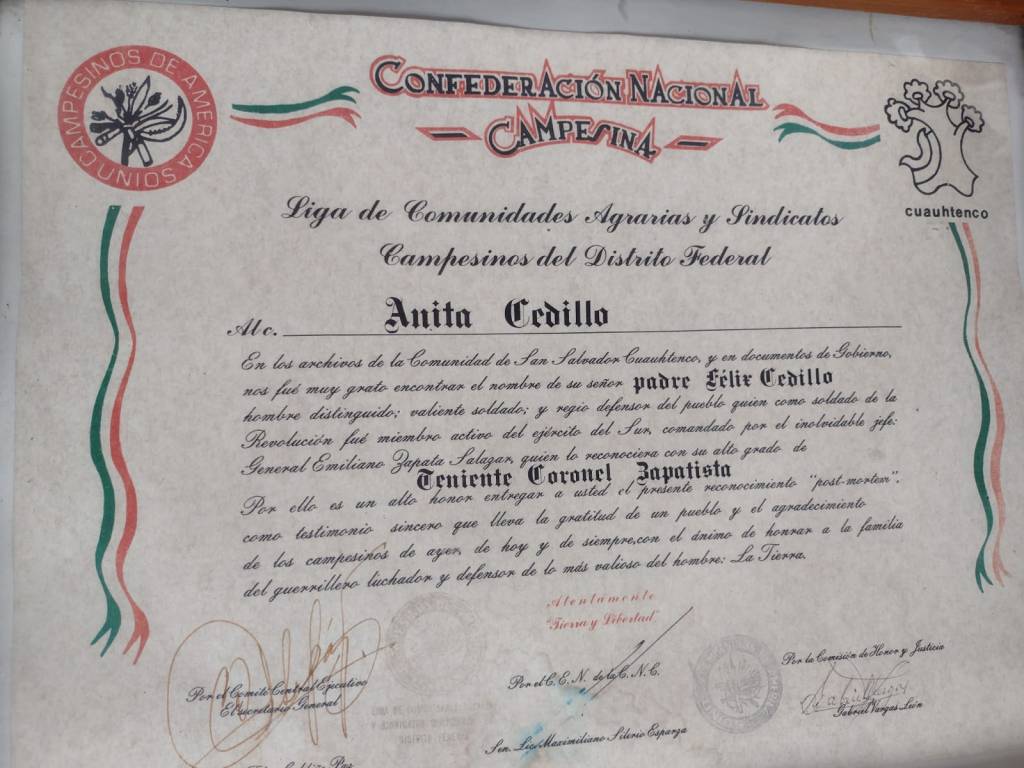 CAMPESINOS DE AMERICA UNIOS
CONFEDERACIÓN NACIONAL
CAMPESINA
cuauhtenco
Liga de Comunidades Agrarias y Sindicatos
Campesinos del Distrito Federal
Al c. Anita Cedillo
En los archivos de la Comunidad de San Salvador Cuauhtenco, y en documentos de Gobierno,
nos fué muy grato encontrar el nombre de su señor padre Félix Cedillo
hombre distinguido; valiente soldado; y regio defensor del pueblo quien como soldado de la
Revolución fué miembro activo del ejército del Sur, comandado por el inolvidable jefe:
General Emiliano Zapata Salazar, quien lo reconociera con su alto grado de
Teniente Coronel Zapatista
Por ello es un alto honor entregar a usted el presente reconocimiento "post-mortem",
como testimonio sincero que lleva la gratitud de un pueblo y el agradecimiento
de los campesinos de ayer, de hoy y de siempre,con el ánimo de honrar a la familia
del guerrillero luchador y defensor de lo más valioso del hombre: La Tierra.
Atentamente
"Tierra y Libertad"
Por el Comité Central Ejecutivo
El secretario General
Por el C.E.N. de la C.N.C.
Sen. Lic. Maximiliano Silerio Esparza
Por la Comisión de Honor y Justicia
Gabriel Vargas León